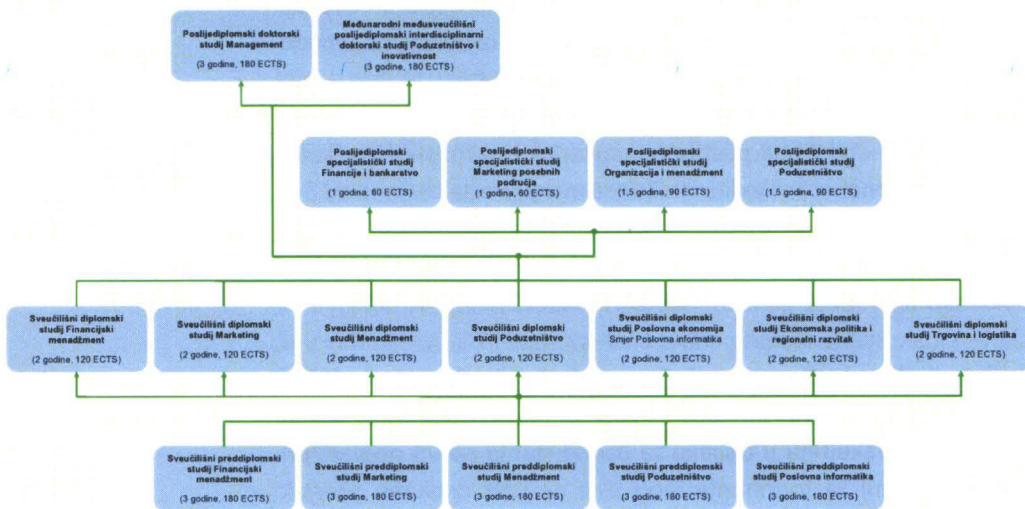 Poslijediplomski doktorski
studij Management
(3 godine, 180 ECTS)
Međunarodni međusveučilišni
poslijediplomski interdisciplinarni
doktorski studij Poduzetništvo i
inovativnost
(3 godine, 180 ECTS)
Poslijediplomski
specijalistički studij
Financije i bankarstvo
(1 godina, 60 ECTS)
Poslijediplomski
specijalistički studij
Marketing posebnih
područja
(1 godina, 60 ECTS)
Poslijediplomski
specijalistički studij
Organizacija i menadžment
(1,5 godina, 90 ECTS)
Poslijediplomski
specijalistički studij
Poduzetništvo
(1,5 godina, 90 ECTS)
Sveučilišni diplomski
studij Financijski
menadžment
(2 godine, 120 ECTS)
Sveučilišni diplomski
studij Marketing
(2 godine, 120 ECTS)
Sveučilišni diplomski
studij Menadžment
(2 godine, 120 ECTS)
Sveučilišni diplomski
studij Poduzetništvo
(2 godine, 120 ECTS)
Sveučilišni diplomski
studij Poslovna ekonomija
Smjer Poslovna informatika
(2 godine, 120 ECTS)
Sveučilišni diplomski
studij Ekonomska politika i
regionalni razvitak
(2 godine, 120 ECTS)
Sveučilišni diplomski
studij Trgovina i logistika
(2 godine, 120 ECTS)
Sveučilišni preddiplomski
studij Financijski
menadžment
(3 godine, 180 ECTS)
Sveučilišni preddiplomski
studij Marketing
(3 godine, 180 ECTS)
Sveučilišni preddiplomski
studij Menadžment
(3 godine, 180 ECTS)
Sveučilišni preddiplomski
studij Poduzetništvo
(3 godine, 180 ECTS)
Sveučilišni preddiplomski
studij Poslovna informatika
(3 godine, 180 ECTS)